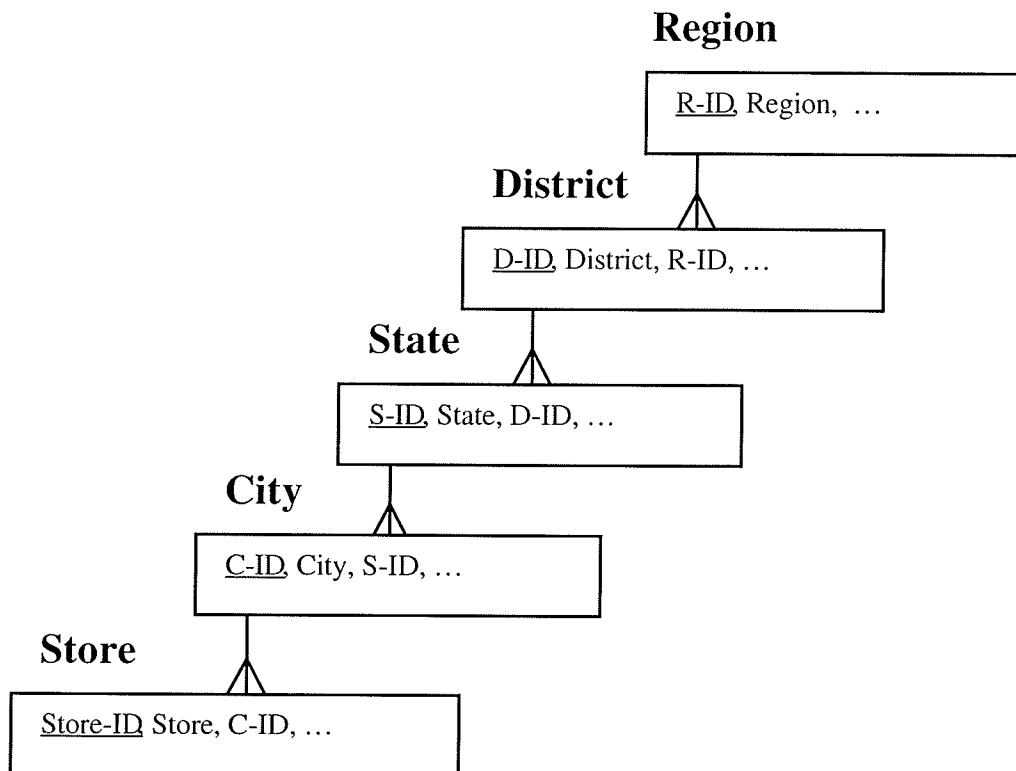 Region
R-ID, Region, …
District
D-ID, District, R-ID, …
State
S-ID, State, D-ID, …
City
C-ID, City, S-ID, …
Store
Store-ID, Store, C-ID, …